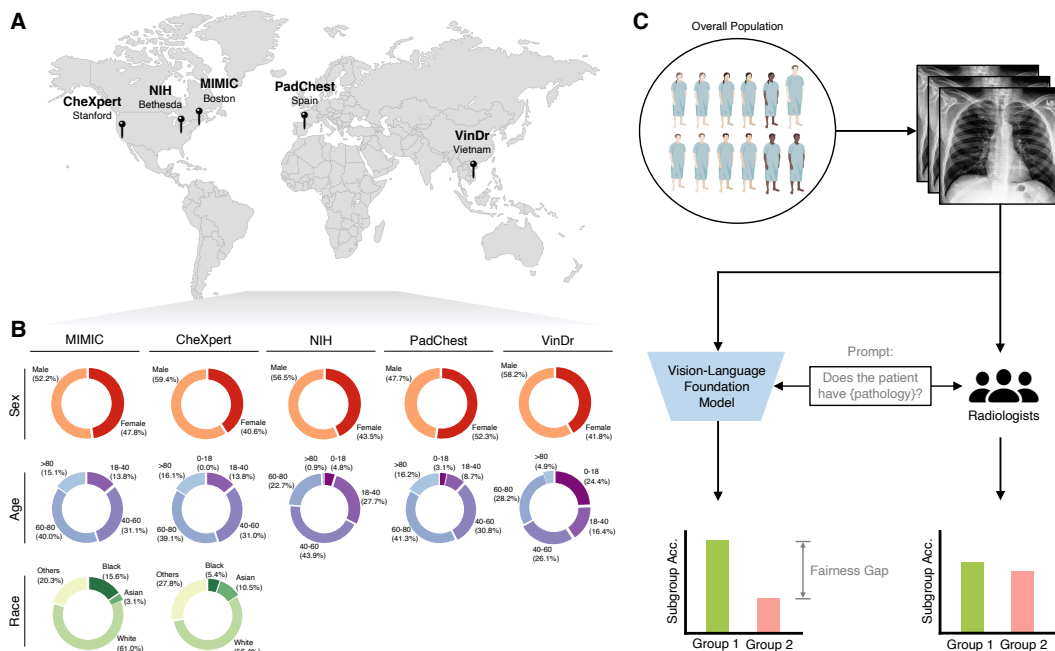 A
CheXpert
Stanford
NIH
Bethesda
MIMIC
Boston
PadChest
Spain
VinDr
Vietnam
B
MIMIC
CheXpert
NIH
PadChest
VinDr
Sex
Male
(52.2%)
Female
(47.8%)
Male
(59.4%)
Female
(40.6%)
Male
(56.5%)
Female
(43.5%)
Male
(47.7%)
Female
(52.3%)
Male
(58.2%)
Female
(41.8%)
Age
>80
(15.1%)
18-40
(13.8%)
60-80
(40.0%)
40-60
(31.1%)
>80
(16.1%)
0-18
(0.0%)
18-40
(13.8%)
60-80
(39.1%)
40-60
(31.0%)
>80
(0.9%)
0-18
(4.8%)
60-80
(22.7%)
18-40
(27.7%)
40-60
(43.9%)
>80
(16.2%)
0-18
(3.1%)
18-40
(8.7%)
60-80
(41.3%)
40-60
(30.8%)
>80
(4.9%)
0-18
(24.4%)
60-80
(28.2%)
18-40
(16.4%)
40-60
(26.1%)
Race
Others
(20.3%)
Black
(15.6%)
Asian
(3.1%)
White
(61.0%)
Others
(27.8%)
Black
(5.4%)
Asian
(10.5%)
White
C
Overall Population
Vision-Language
Foundation
Model
Prompt:
Does the patient
have {pathology}?
Radiologists
Subgroup Acc.
Fairness Gap
Group 1
Group 2
Subgroup Acc.
Group 1
Group 2